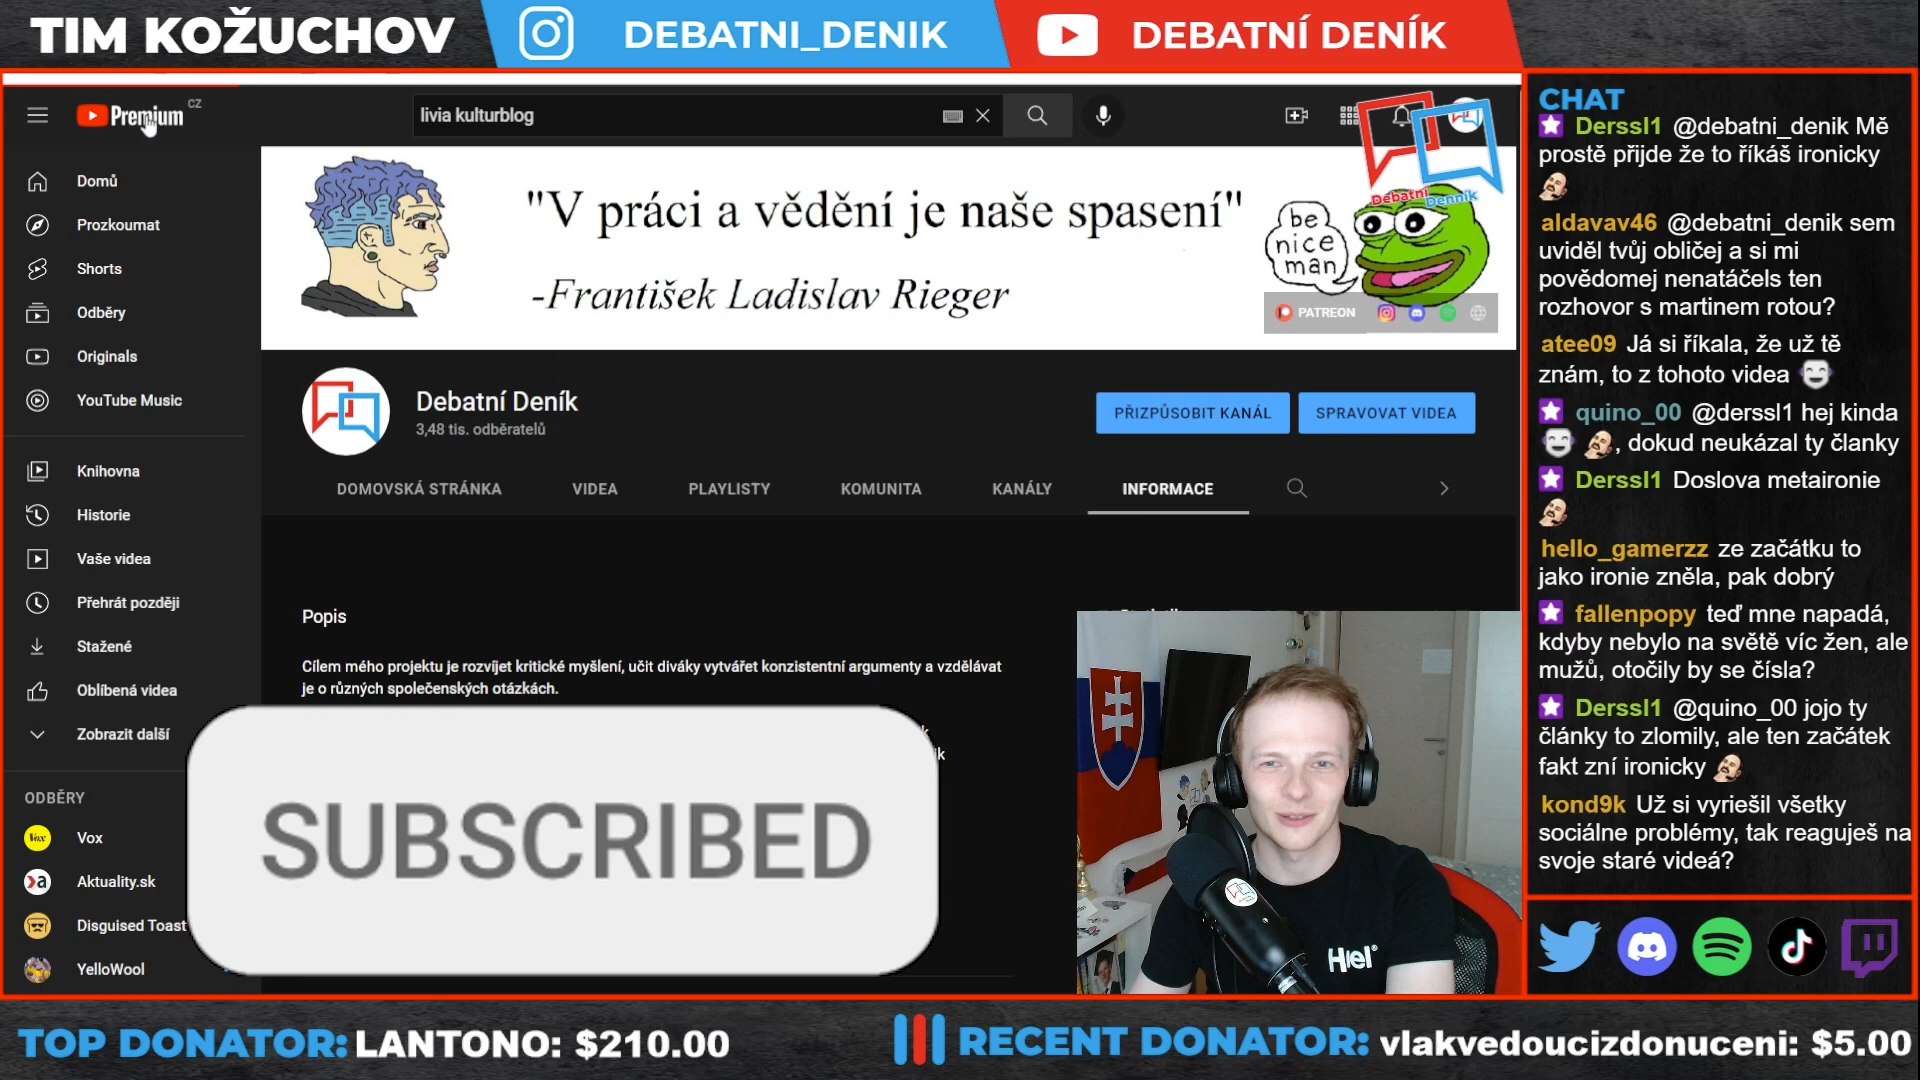 TIM KOŽUCHOV
DEBATNI_DENIK
DEBATNÍ DENÍK
Premium CZ
livia kulturblog
Domů
Prozkoumat
Shorts
Odběry
Originals
YouTube Music
Knihovna
Historie
Vaše videa
Přehrát později
Stažené
Oblíbená videa
Zobrazit další
ODBĚRY
Vox
Aktuality.sk
Disguised Toast
YelloWool
"V práci a vědění je naše spasení"
-František Ladislav Rieger
be
nice
man
Debatní
Denník
PATREON
Debatní Deník
3,48 tis. odběratelů
PŘIZPŮSOBIT KANÁL
SPRAVOVAT VIDEA
DOMOVSKÁ STRÁNKA
VIDEA
PLAYLISTY
KOMUNITA
KANÁLY
INFORMACE
Popis
Cílem mého projektu je rozvíjet kritické myšlení, učit diváky vytvářet konzistentní argumenty a vzdělávat
je o různých společenských otázkách.
SUBSCRIBED
CHAT
Derssl1 @debatni_denik Mě
prostě přijde že to říkáš ironicky
aldavav46 @debatni_denik sem
uviděl tvůj obličej a si mi
povědomej nenatáčels ten
rozhovor s martinem rotou?
atee09 Já si říkala, že už tě
znám, to z tohoto videa
quino_00 @derssl1 hej kinda
, dokud neukázal ty članky
Derssl1 Doslova metaironie
hello_gamerzz ze začátku to
jako ironie zněla, pak dobrý
fallenpopy teď mne napadá,
kdyby nebylo na světě víc žen, ale
mužů, otočily by se čísla?
Derssl1 @quino_00 jojo ty
články to zlomily, ale ten začátek
fakt zní ironicky
kond9k Už si vyriešil všetky
sociálne problémy, tak reaguješ na
svoje staré videá?
TOP DONATOR: LANTONO: $210.00
RECENT DONATOR: vlakvedoucizdonuceni: $5.00